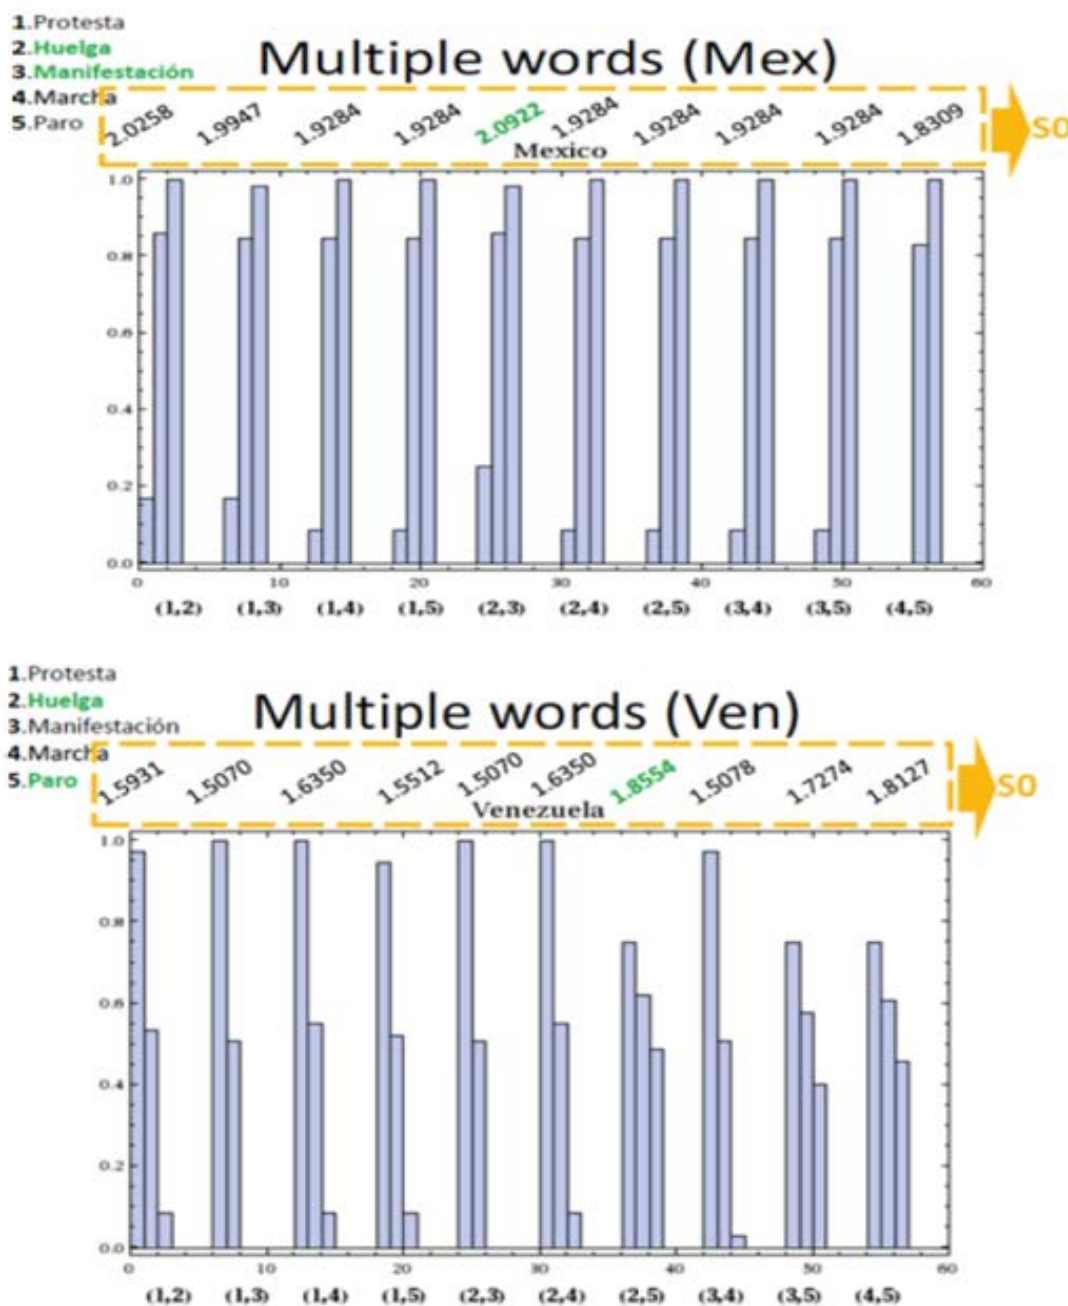 1.Protesta
2.Huelga
3.Manifestación
4.Marcha
5.Paro
Multiple words (Mex)
2.0258 1.9947 1.9284 1.9284 2.0922 1.9284 1.9284 1.9284 1.9284 1.8309
SO
Mexico
1.0
0.8
0.6
0.4
0.2
0.0
0 10 20 30 40 50 60
(1,2) (1,3) (1,4) (1,5) (2,3) (2,4) (2,5) (3,4) (3,5) (4,5)
1.Protesta
2.Huelga
3.Manifestación
4.Marcha
5.Paro
Multiple words (Ven)
1.5931 1.5070 1.6350 1.5512 1.5070 1.6350 1.8554 1.5078 1.7274 1.8127
SO
Venezuela
1.0
0.8
0.6
0.4
0.2
0.0
0 10 20 30 40 50 60
(1,2) (1,3) (1,4) (1,5) (2,3) (2,4) (2,5) (3,4) (3,5) (4,5)